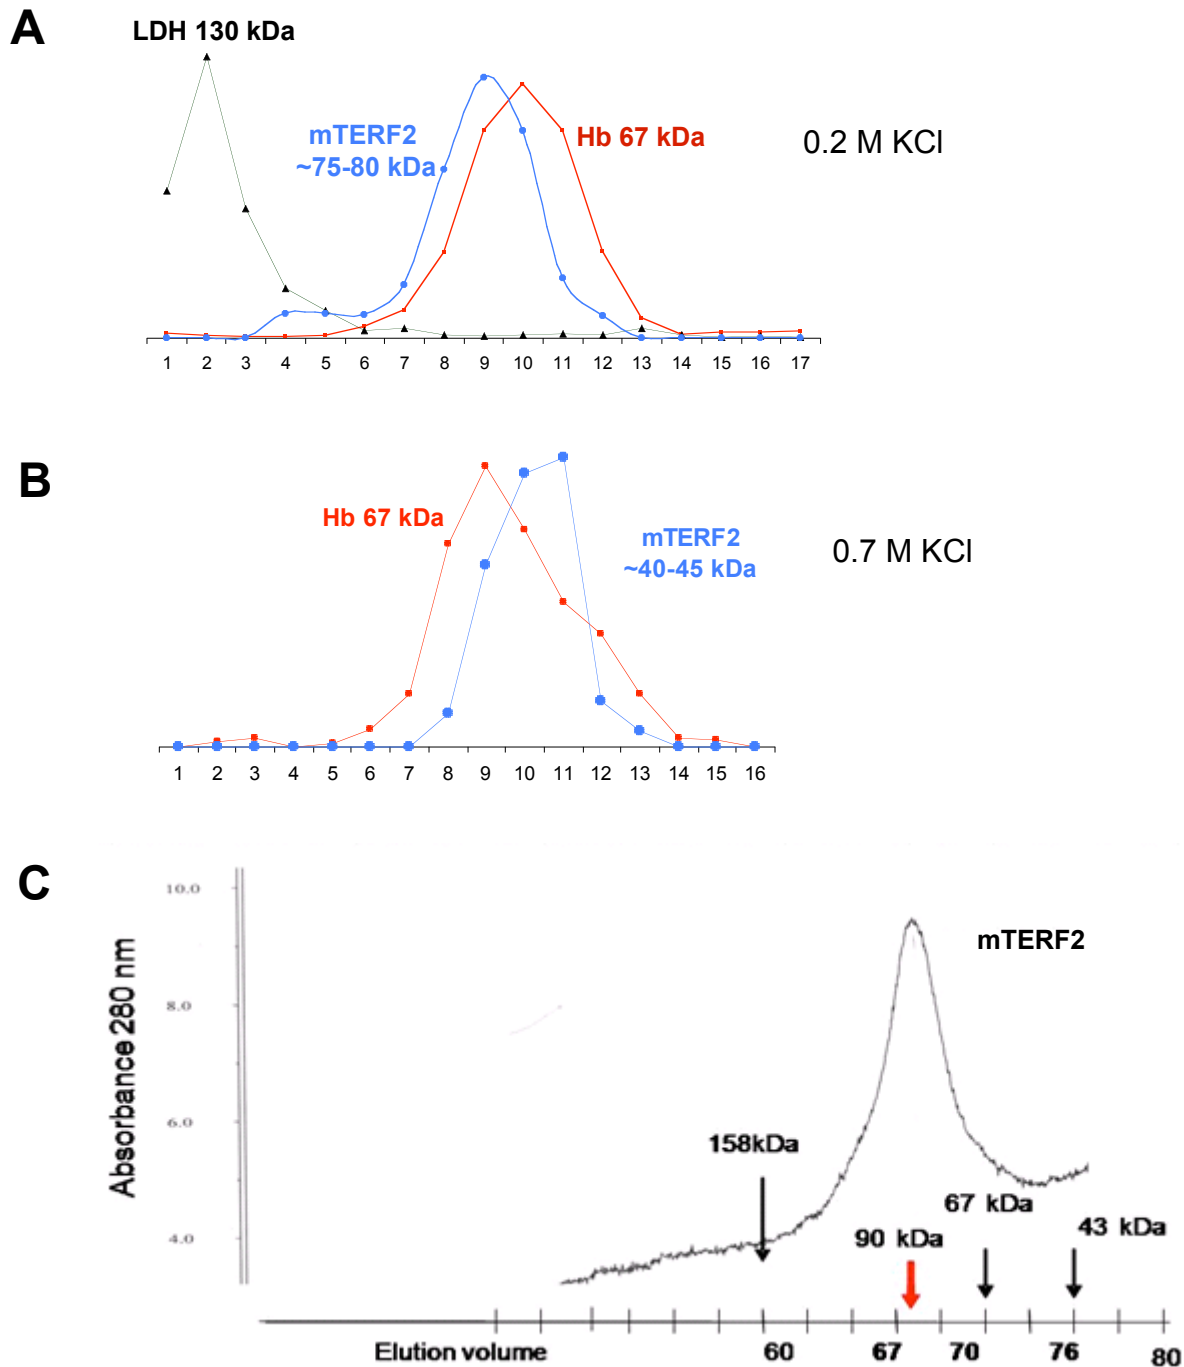 A
LDH 130 kDa
mTERF2
~75-80 kDa
Hb 67 kDa
0.2 M KCl
1 2 3 4 5 6 7 8 9 10 11 12 13 14 15 16 17
B
Hb 67 kDa
mTERF2
~40-45 kDa
0.7 M KCl
1 2 3 4 5 6 7 8 9 10 11 12 13 14 15 16
C
10.0
8.0
6.0
4.0
Absorbance 280 nm
mTERF2
158kDa
67 kDa
90 kDa
43 kDa
Elution volume 60 67 70 76 80